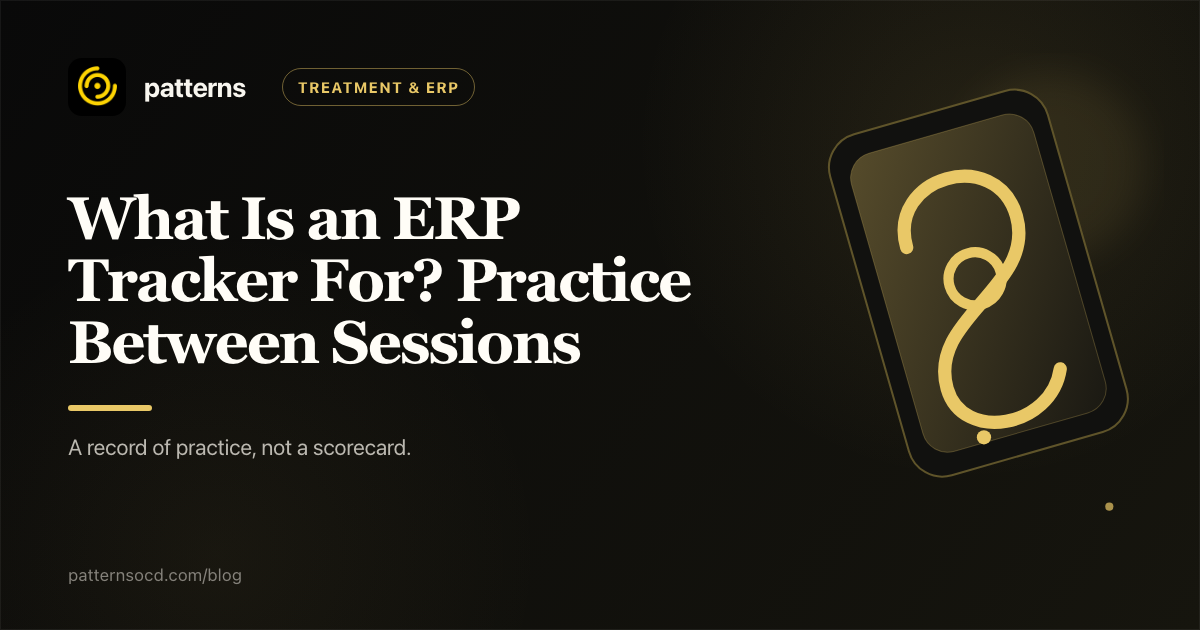 patterns
TREATMENT & ERP
What Is an ERP
Tracker For? Practice
Between Sessions
A record of practice, not a scorecard.
patternsocd.com/blog